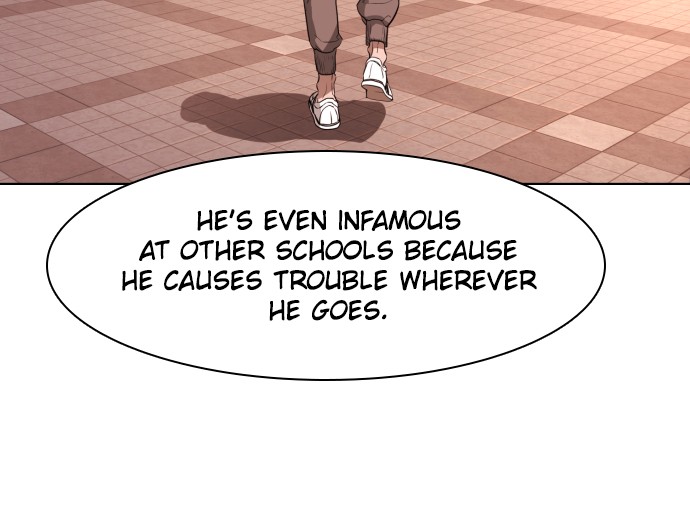 HE'S EVEN INFAMOUS
AT OTHER SCHOOLS BECAUSE
HE CAUSES TROUBLE WHEREVER
HE GOES.